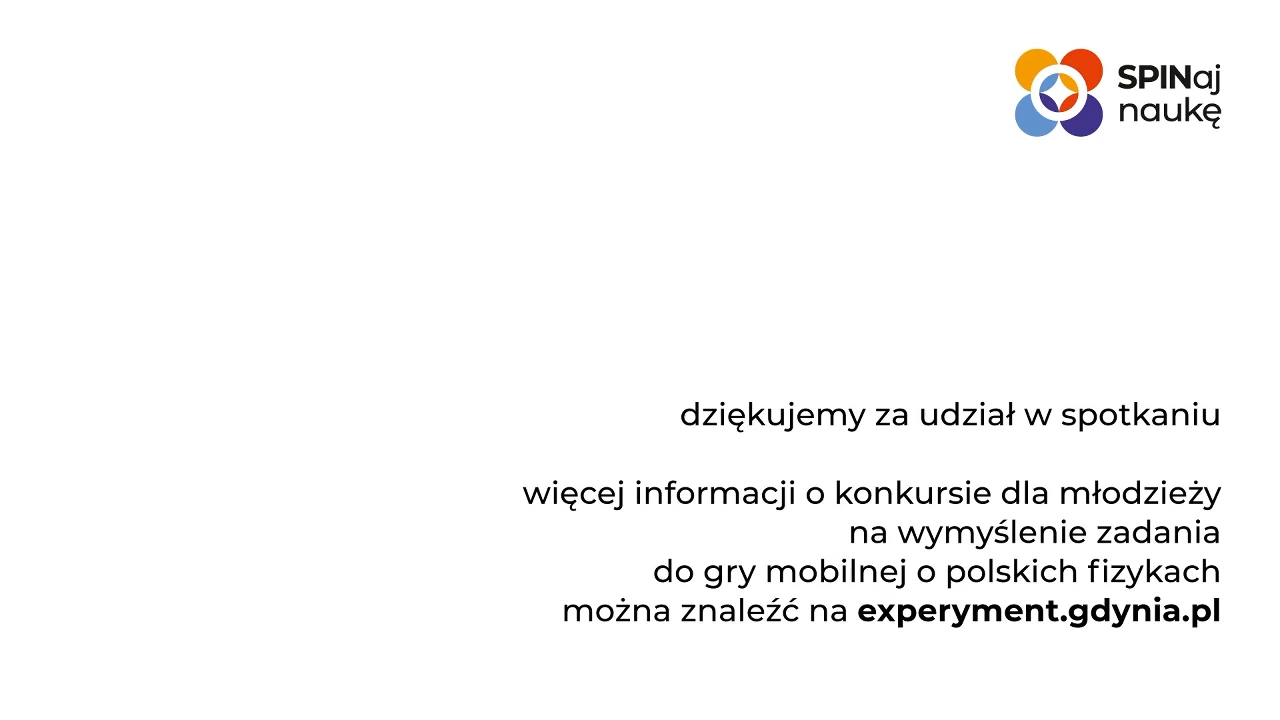 SPINaj
naukę
dziękujemy za udział w spotkaniu
więcej informacji o konkursie dla młodzieży
na wymyślenie zadania
do gry mobilnej o polskich fizykach
można znaleźć na experyment.gdynia.pl